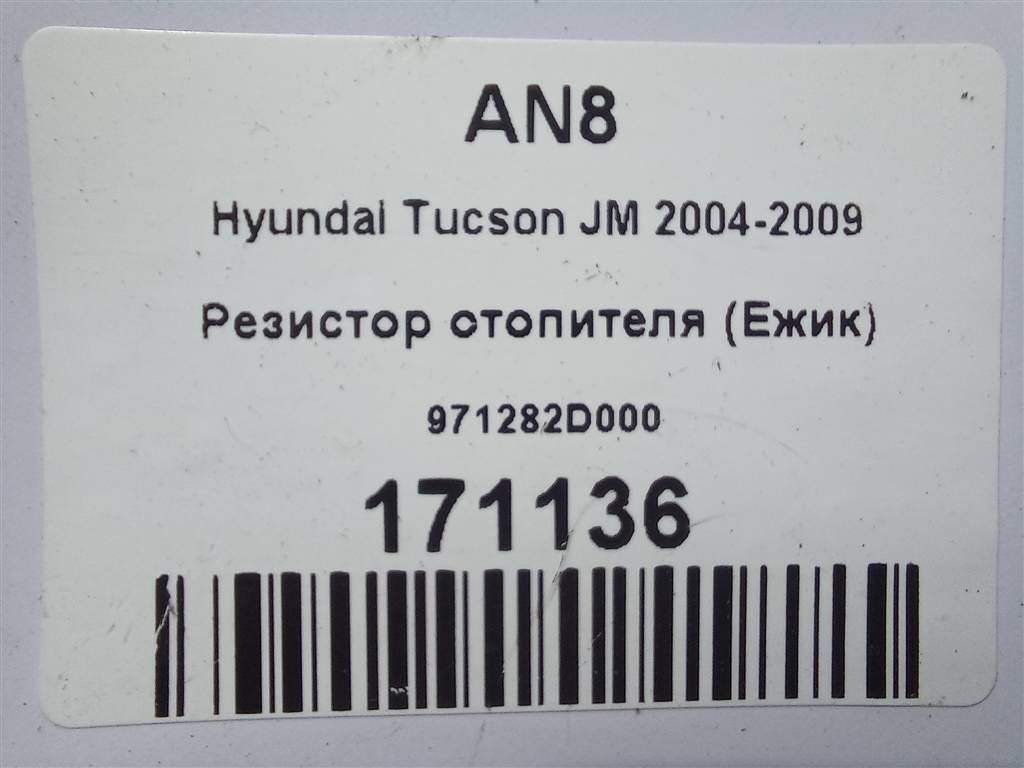 AN8
Hyundai Tucson JM 2004-2009
Резистор отопителя (Ежик)
971282D000
171136